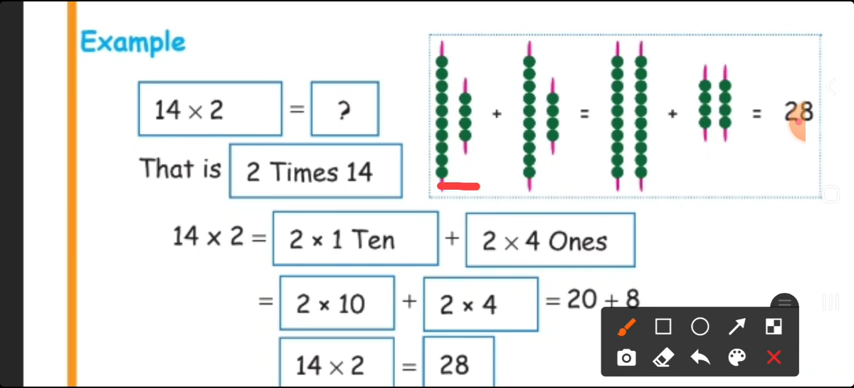 Example
14 × 2 = ?
+ = + = 28
That is 2 Times 14
14 × 2 = 2 × 1 Ten + 2 × 4 Ones
= 2 × 10 + 2 × 4 = 20 + 8
14 × 2 = 28